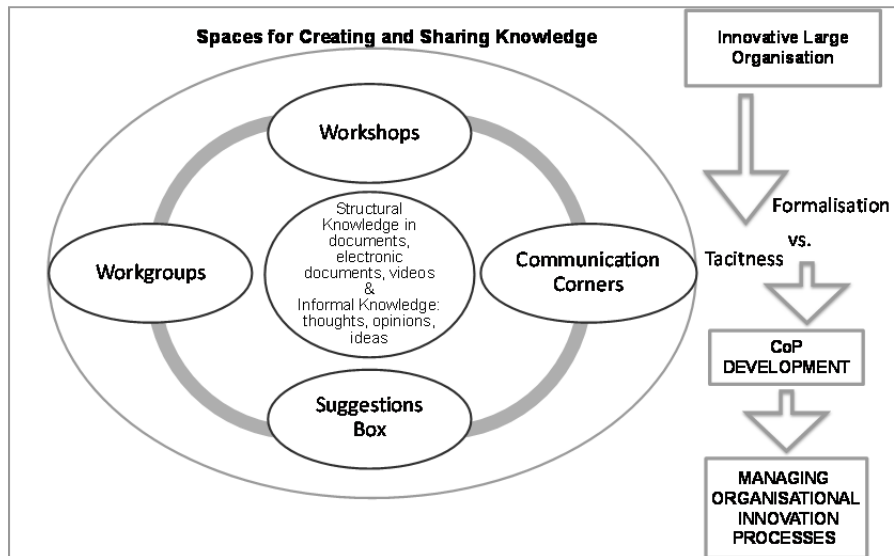 Spaces for Creating and Sharing Knowledge
Workshops
Workgroups
Structural
Knowledge in
documents,
electronic
documents, videos
&
Informal Knowledge:
thoughts, opinions,
ideas
Communication
Corners
Suggestions
Box
Innovative Large
Organisation
Formalisation
vs.
Tacitness
CoP
DEVELOPMENT
MANAGING
ORGANISATIONAL
INNOVATION
PROCESSES